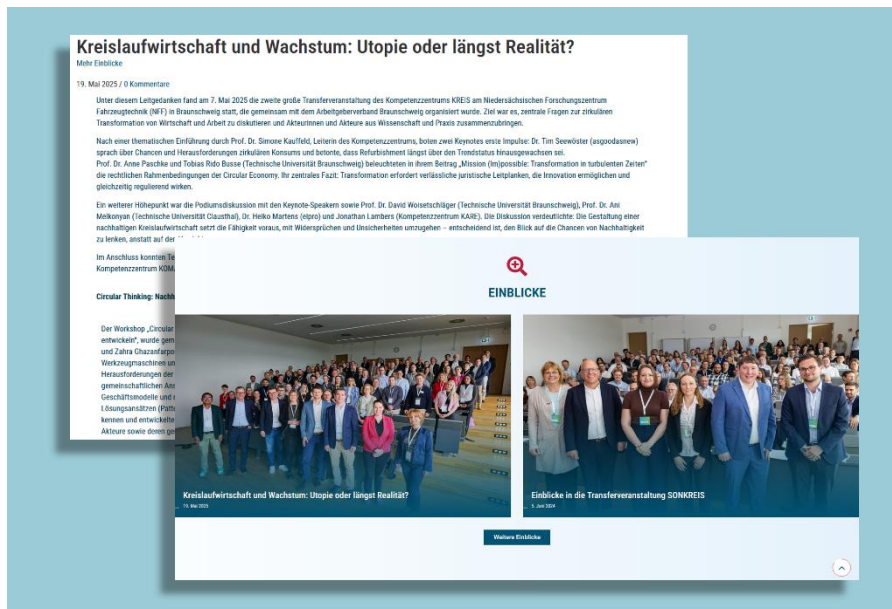 Kreislaufwirtschaft und Wachstum: Utopie oder längst Realität?
Mehr Einblicke
19. Mai 2025 / 0 Kommentare
Unter diesem Leitgedanken fand am 7. Mai 2025 die zweite große Transferveranstaltung des Kompetenzzentrums KREIS am Niedersächsischen Forschungszentrum
Fahrzeugtechnik (NFF) in Braunschweig statt, die gemeinsam mit dem Arbeitgeberverband Braunschweig organisiert wurde. Ziel war es, zentrale Fragen zur zirkulären
Transformation von Wirtschaft und Arbeit zu diskutieren und Akteurinnen und Akteure aus Wissenschaft und Praxis zusammenzubringen.
Nach einer thematischen Einführung durch Prof. Dr. Simone Kauffeld, Leiterin des Kompetenzzentrums, boten zwei Keynotes erste Impulse: Dr. Tim Seewöster (asgoodasnew)
sprach über Chancen und Herausforderungen zirkulären Konsums und betonte, dass Refurbishment längst über den Trendstatus hinausgewachsen sei.
Prof. Dr. Anne Paschke und Tobias Rido Busse (Technische Universität Braunschweig) beleuchteten in ihrem Beitrag „Mission (Im)possible: Transformation in turbulenten Zeiten"
die rechtlichen Rahmenbedingungen der Circular Economy. Ihr zentrales Fazit: Transformation erfordert verlässliche juristische Leitplanken, die Innovation ermöglichen und
gleichzeitig regulierend wirken.
Ein weiterer Höhepunkt war die Podiumsdiskussion mit den Keynote-Speakern sowie Prof. Dr. David Woisetschläger (Technische Universität Braunschweig), Prof. Dr. Ani
Melkonyan (Technische Universität Clausthal), Dr. Heiko Martens (elpro) und Jonathan Lambers (Kompetenzzentrum KARE). Die Diskussion verdeutlichte: Die Gestaltung einer
nachhaltigen Kreislaufwirtschaft setzt die Fähigkeit voraus, mit Widersprüchen und Unsicherheiten umzugehen – entscheidend ist, den Blick auf die Chancen von Nachhaltigkeit
zu lenken, anstatt auf den
Im Anschluss konnten Te
Kompetenzzentrum KOMA
Circular Thinking: Nachh
Der Workshop „Circular
entwickeln", wurde gem
und Zahra Ghazanfarpo
Werkzeugmaschinen un
Herausforderungen der
gemeinschaftlichen Ans
Geschäftsmodelle und
Lösungsansätzen (Patt
kennen und entwickelte
Akteure sowie deren ge
EINBLICKE
Kreislaufwirtschaft und Wachstum: Utopie oder längst Realität?
19. Mai 2025
Einblicke in die Transferveranstaltung SONKREIS
5. Juni 2024
Weitere Einblicke